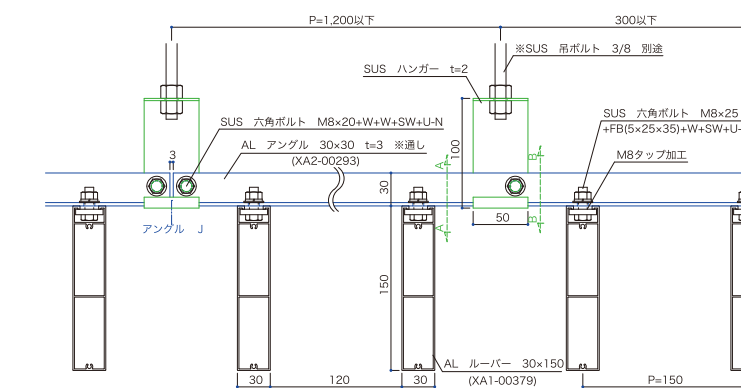 P=1,200以下
300以下
※SUS 吊ボルト 3/8 別途
SUS ハンガー t=2
SUS 六角ボルト M8×20+W+W+SW+U-N
SUS 六角ボルト M8×25
+FB(5×25×35)+W+SW+U-
AL アングル 30×30 t=3 ※通し
(XA2-00293)
M8タップ加工
3
100
A
B
30
50
A
B
アングル J
150
AL ルーバー 30×150
(XA1-00379)
30
120
30
P=150